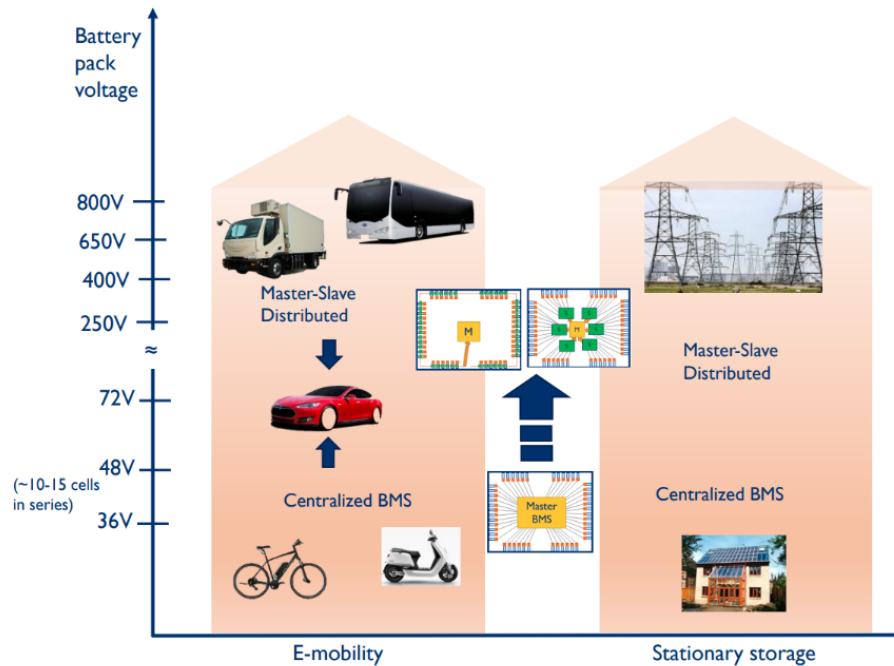 Battery
pack
voltage
800V
650V
400V
250V
≈
72V
48V
(~10-15 cells
in series)
36V
Master-Slave
Distributed
Centralized BMS
M
M
Master
BMS
Master-Slave
Distributed
Centralized BMS
E-mobility
Stationary storage